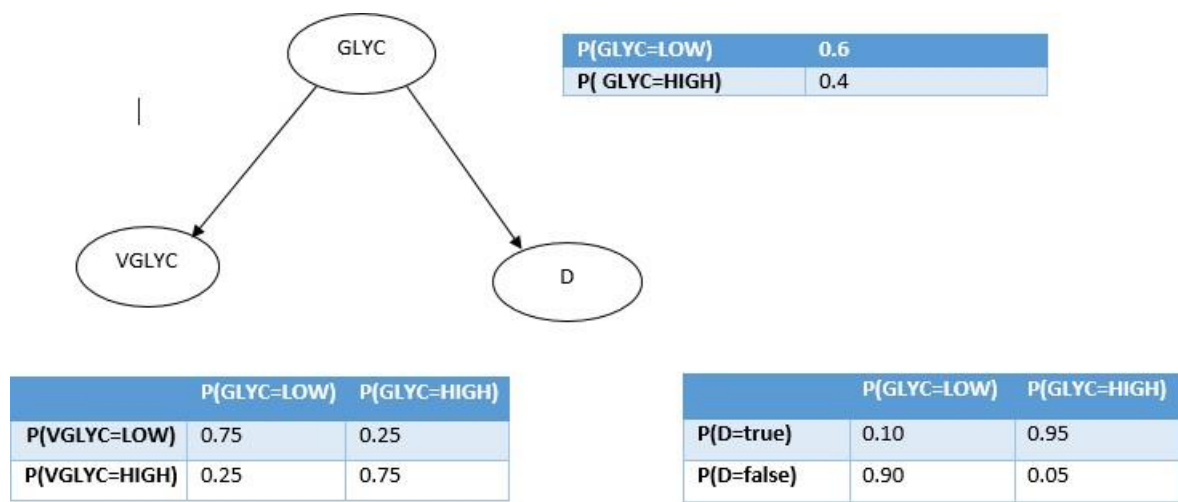 GLYC
P(GLYC=LOW) 0.6
P( GLYC=HIGH) 0.4
VGLYC
D
P(GLYC=LOW) P(GLYC=HIGH)
P(VGLYC=LOW) 0.75 0.25
P(VGLYC=HIGH) 0.25 0.75
P(GLYC=LOW) P(GLYC=HIGH)
P(D=true) 0.10 0.95
P(D=false) 0.90 0.05